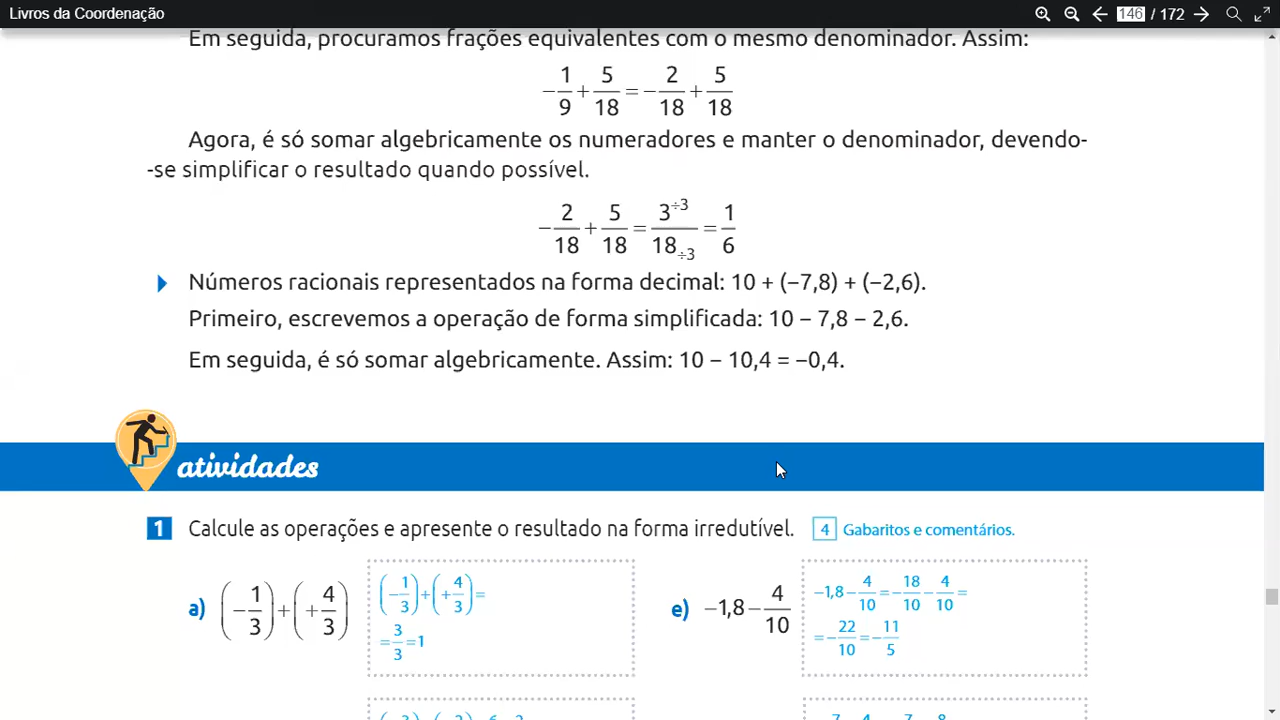 Livros da Coordenação
146 / 172
Em seguida, procuramos frações equivalentes com o mesmo denominador. Assim:
−1/9 + 5/18 = −2/18 + 5/18
Agora, é só somar algebricamente os numeradores e manter o denominador, devendo-
-se simplificar o resultado quando possível.
−2/18 + 5/18 = 3÷3/18÷3 = 1/6
Números racionais representados na forma decimal: 10 + (−7,8) + (−2,6).
Primeiro, escrevemos a operação de forma simplificada: 10 − 7,8 − 2,6.
Em seguida, é só somar algebricamente. Assim: 10 − 10,4 = −0,4.
atividades
1 Calcule as operações e apresente o resultado na forma irredutível. 4 Gabaritos e comentários.
a) (−1/3) + (+4/3)
(−1/3) + (+4/3) =
= 3/3 = 1
e) −1,8 − 4/10
−1,8 − 4/10 = −18/10 − 4/10 =
= −22/10 = −11/5